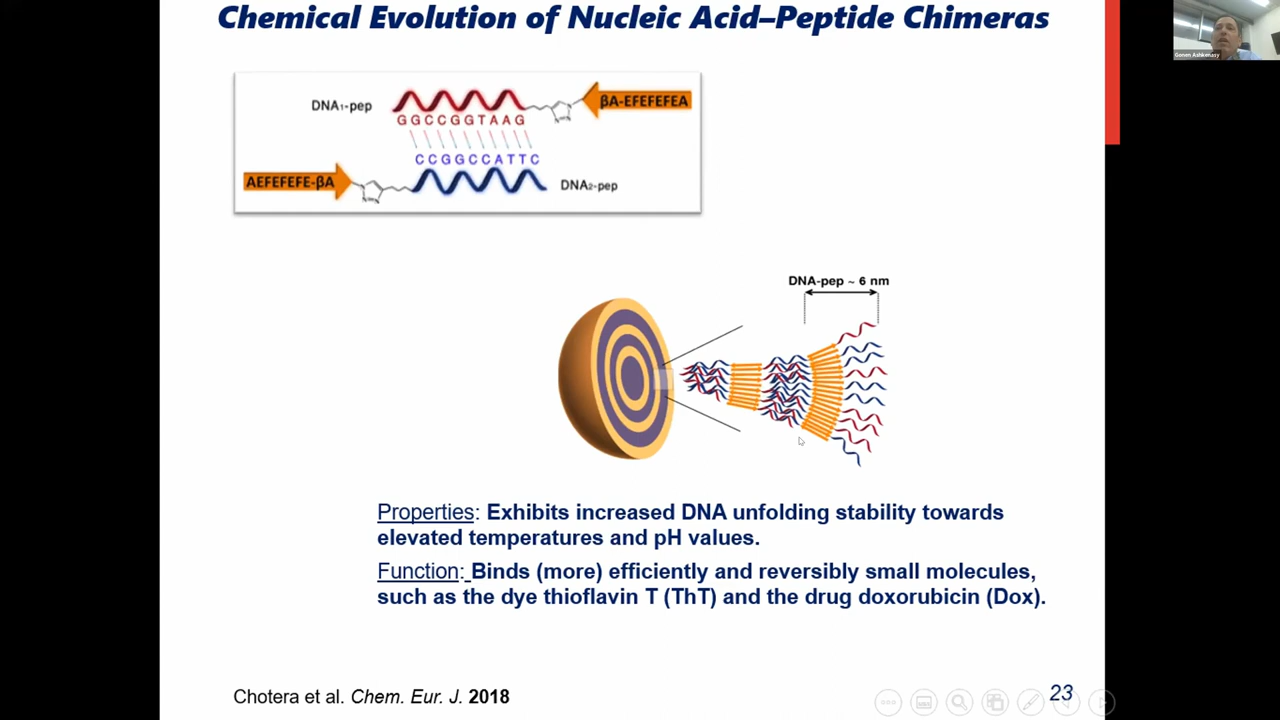 Chemical Evolution of Nucleic Acid–Peptide Chimeras
Gonen Ashkenasy
DNA1-pep
βA-EFEFEFEA
GGCCGGTAAG
CCGGCCATTC
AEFEFEFE-βA
DNA2-pep
DNA-pep ~ 6 nm
Properties: Exhibits increased DNA unfolding stability towards
elevated temperatures and pH values.
Function: Binds (more) efficiently and reversibly small molecules,
such as the dye thioflavin T (ThT) and the drug doxorubicin (Dox).
Chotera et al. Chem. Eur. J. 2018
23